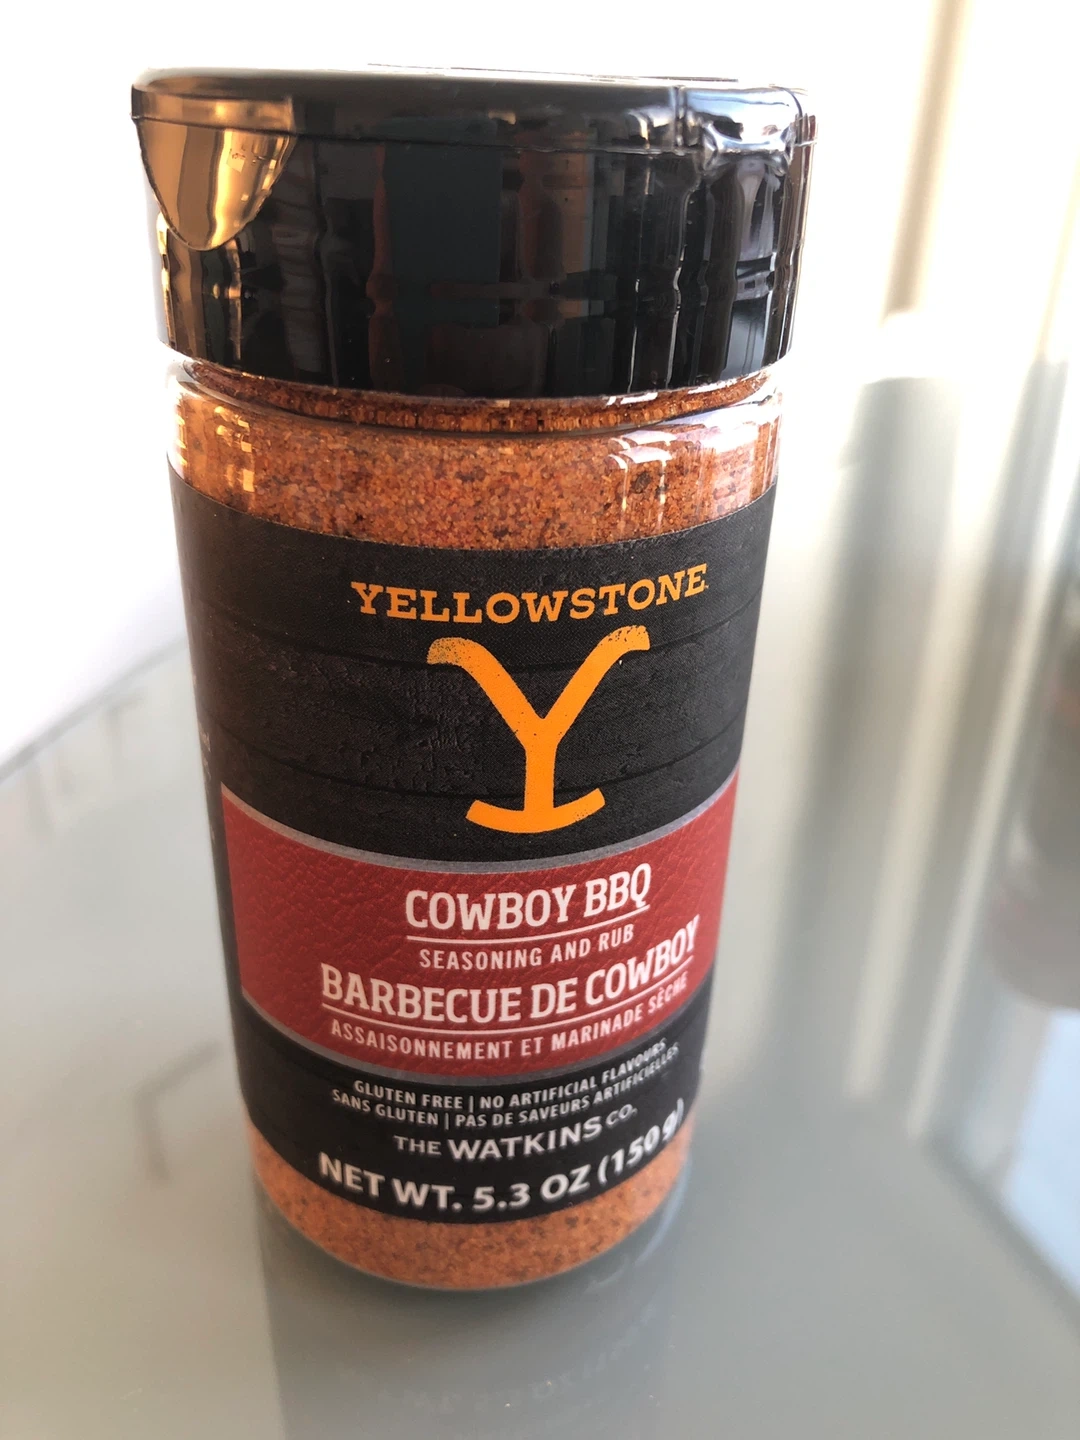 YELLOWSTONE
Y
COWBOY BBQ
SEASONING AND RUB
BARBECUE DE COWBOY
ASSAISONNEMENT ET MARINADE SÈCHE
GLUTEN FREE | NO ARTIFICIAL FLAVOURS
SANS GLUTEN | PAS DE SAVEURS ARTIFICIELLES
THE WATKINS CO.
NET WT. 5.3 OZ (150 g)